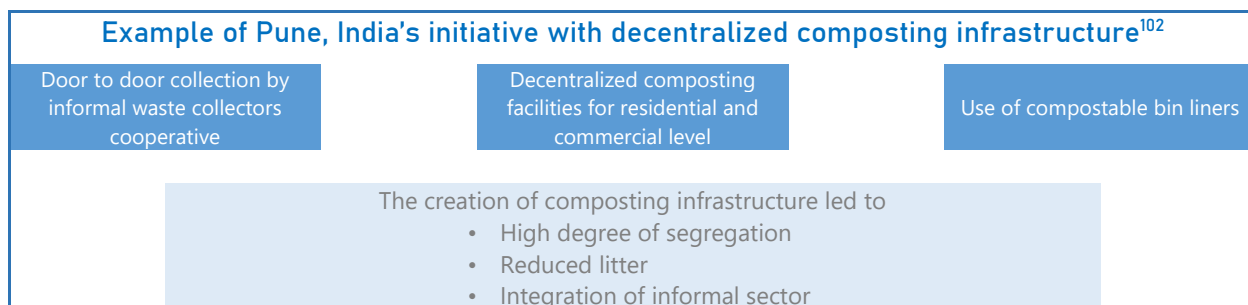 Example of Pune, India's initiative with decentralized composting infrastructure102
Door to door collection by
informal waste collectors
cooperative
Decentralized composting
facilities for residential and
commercial level
Use of compostable bin liners
The creation of composting infrastructure led to
• High degree of segregation
• Reduced litter
• Integration of informal sector